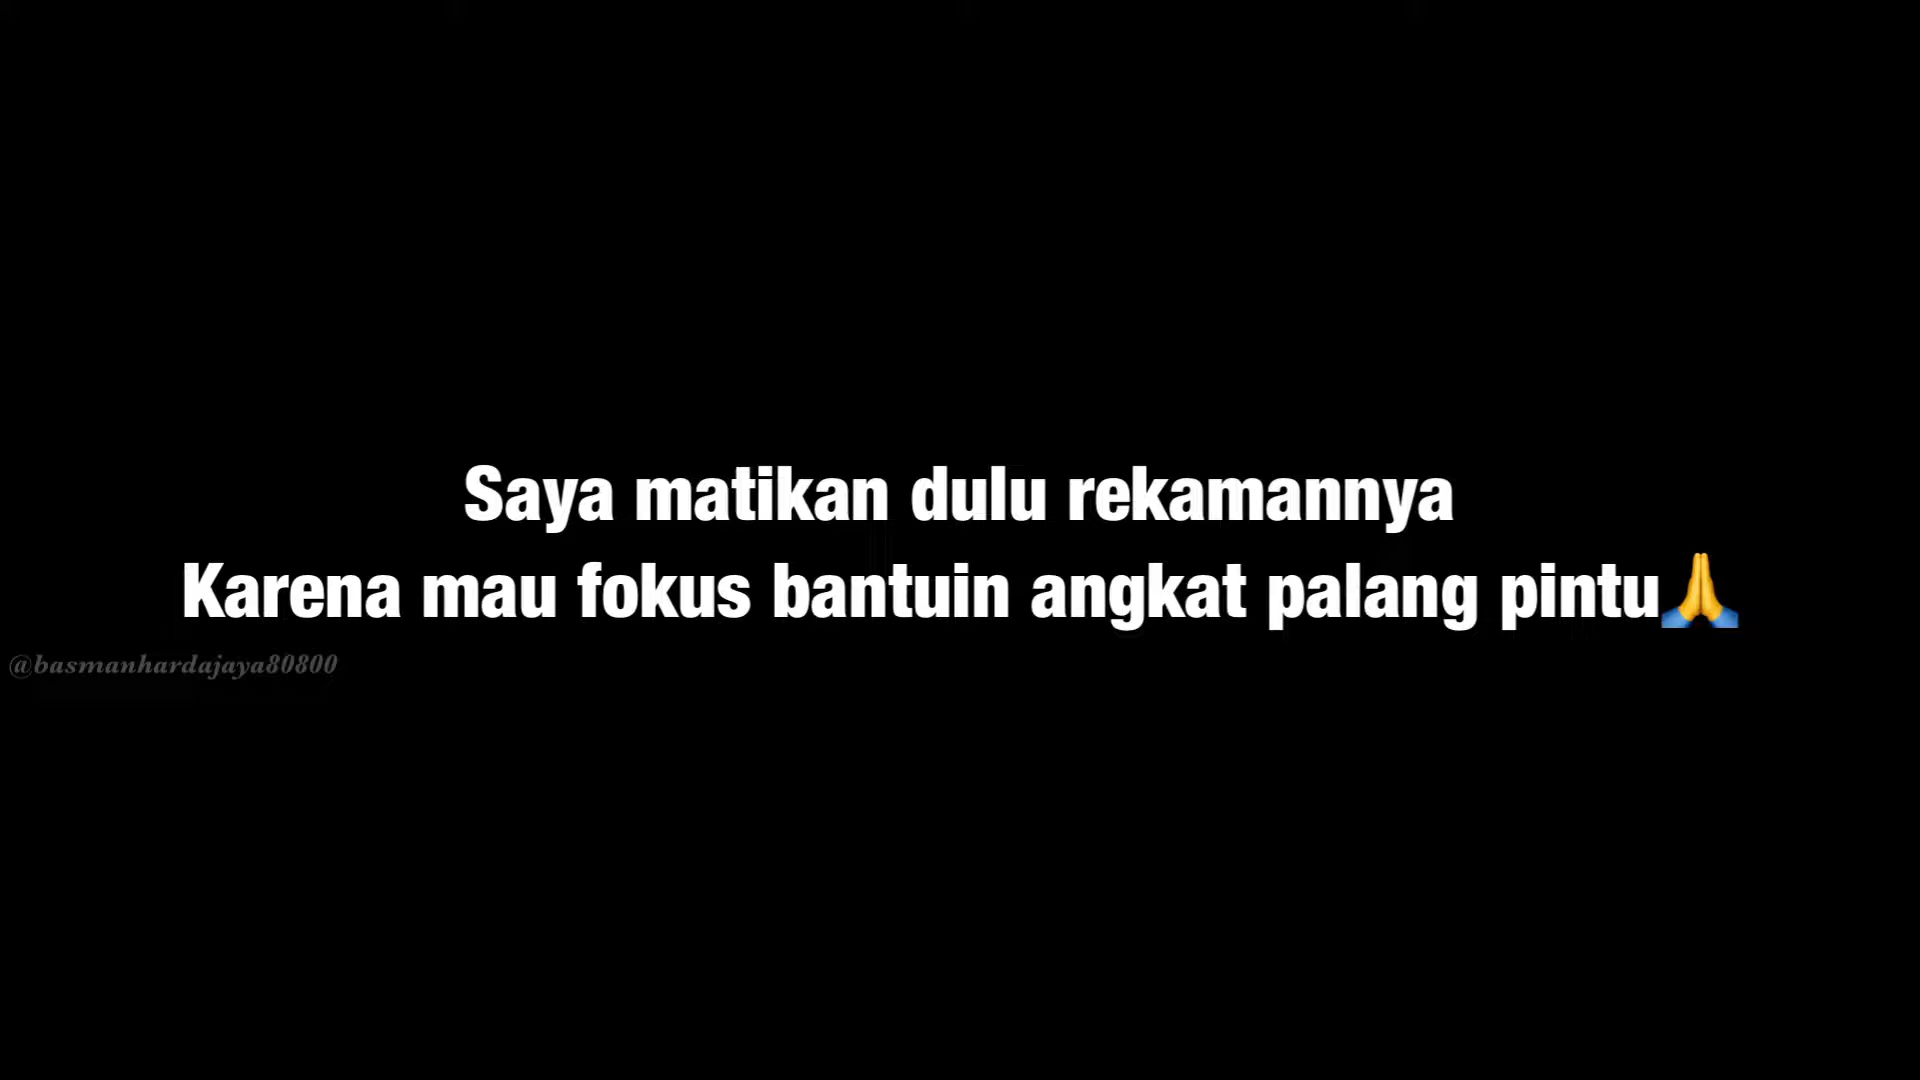 Saya matikan dulu rekamannya
Karena mau fokus bantuin angkat palang pintu🙏
@basmanhardajaya80800